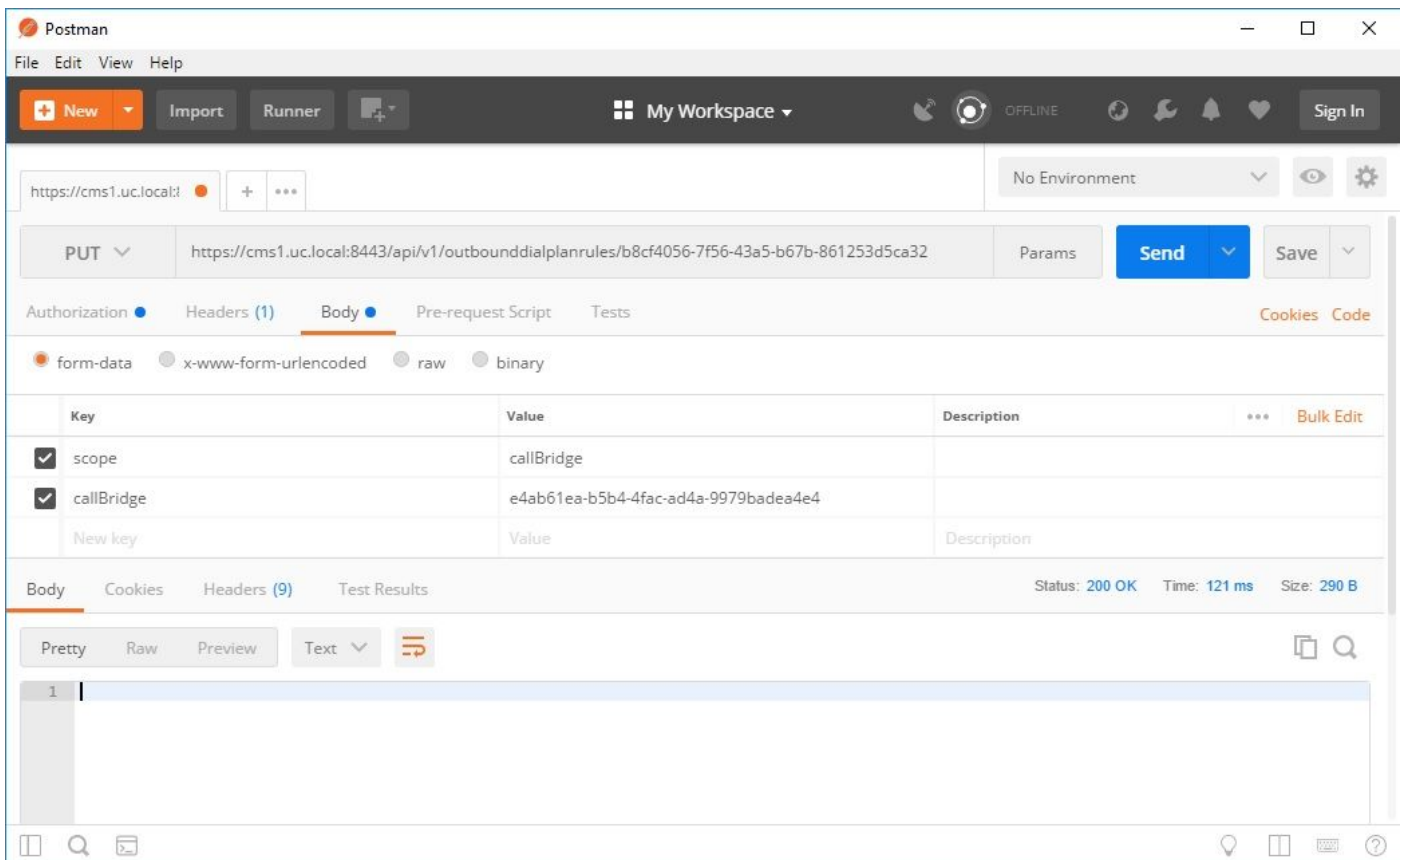 Postman
File Edit View Help
New Import Runner My Workspace OFFLINE Sign In
https://cms1.uc.local:8 No Environment
PUT https://cms1.uc.local:8443/api/v1/outbounddialplanrules/b8cf4056-7f56-43a5-b67b-861253d5ca32 Params Send Save
Authorization Headers (1) Body Pre-request Script Tests Cookies Code
form-data x-www-form-urlencoded raw binary
Key Value Description Bulk Edit
scope callBridge
callBridge e4ab61ea-b5b4-4fac-ad4a-9979badea4e4
New key Value Description
Body Cookies Headers (9) Test Results Status: 200 OK Time: 121 ms Size: 290 B
Pretty Raw Preview Text
1